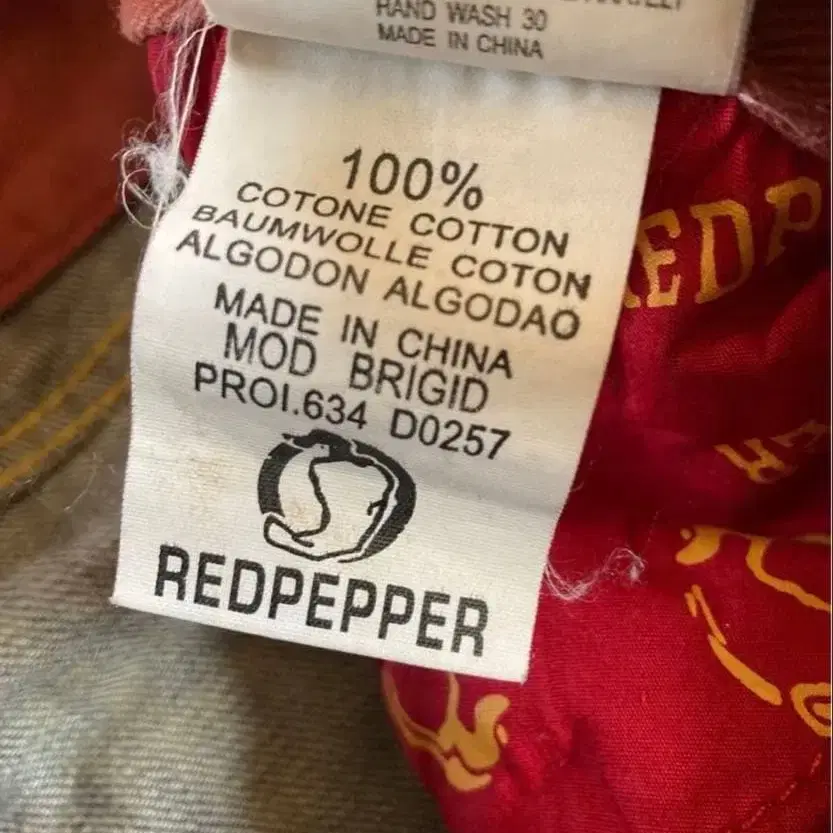 HAND WASH 30
MADE IN CHINA
100%
COTONE COTTON
BAUMWOLLE COTON
ALGODON ALGODAO
MADE IN CHINA
MOD BRIGID
PROI.634 D0257
REDPEPPER
REDP